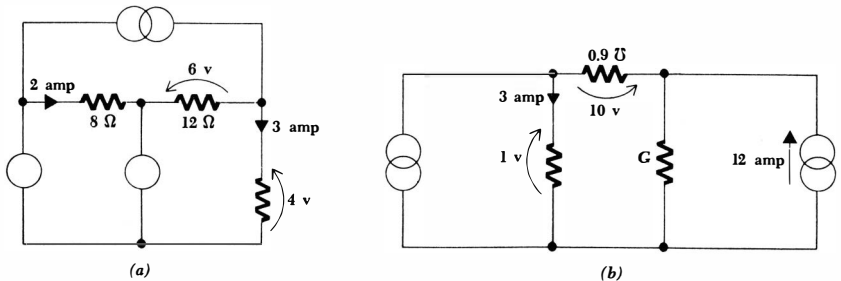 6 v
2 amp
8 Ω
12 Ω
3 amp
4 v
(a)
0.9 ℧
3 amp
10 v
1 v
G
12 amp
(b)